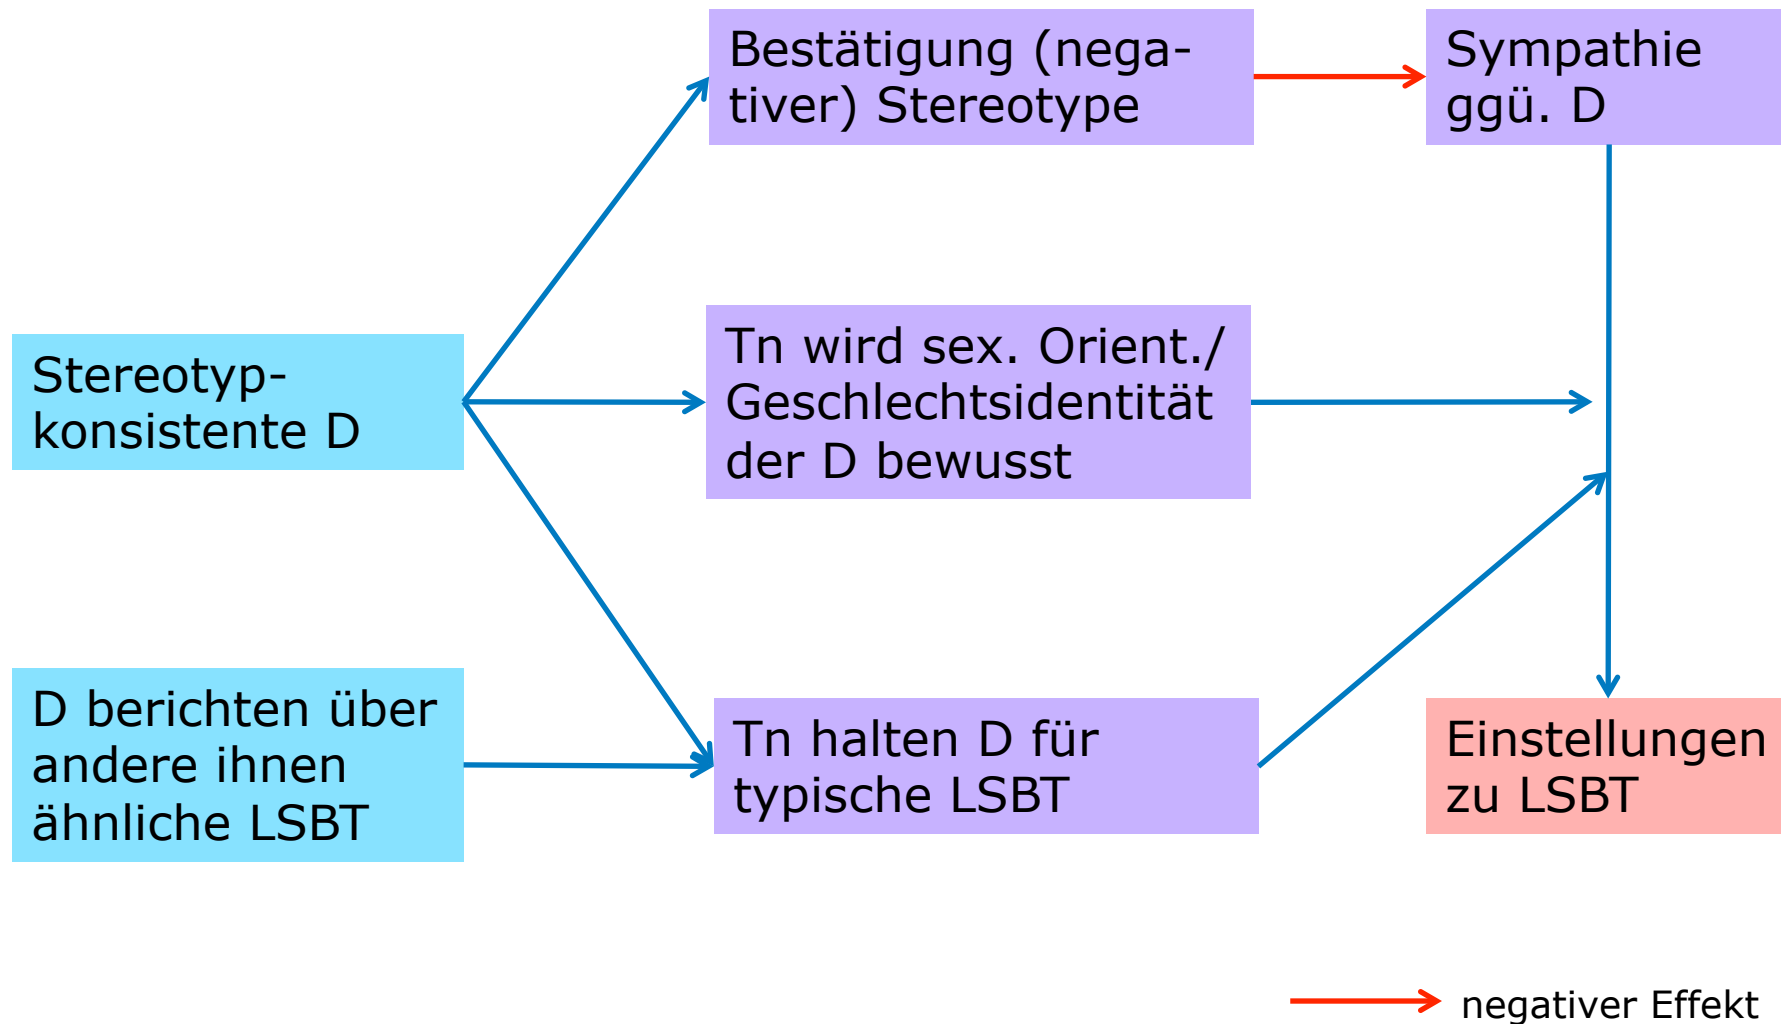 Bestätigung (nega-
tiver) Stereotype
Sympathie
ggü. D
Stereotyp-
konsistente D
Tn wird sex. Orient./
Geschlechtsidentität
der D bewusst
D berichten über
andere ihnen
ähnliche LSBT
Tn halten D für
typische LSBT
Einstellungen
zu LSBT
negativer Effekt